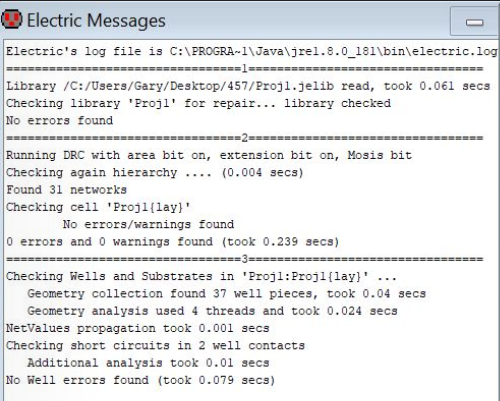 Electric Messages
Electric's log file is C:\PROGRA~1\Java\jre1.8.0_181\bin\electric.log
=================================1=================================
Library /C:/Users/Gary/Desktop/457/Proj1.jelib read, took 0.061 secs
Checking library 'Proj1' for repair... library checked
No errors found
=================================2=================================
Running DRC with area bit on, extension bit on, Mosis bit
Checking again hierarchy .... (0.004 secs)
Found 31 networks
Checking cell 'Proj1{lay}'
No errors/warnings found
0 errors and 0 warnings found (took 0.239 secs)
=================================3=================================
Checking Wells and Substrates in 'Proj1:Proj1{lay}' ...
Geometry collection found 37 well pieces, took 0.04 secs
Geometry analysis used 4 threads and took 0.024 secs
NetValues propagation took 0.001 secs
Checking short circuits in 2 well contacts
Additional analysis took 0.01 secs
No Well errors found (took 0.079 secs)